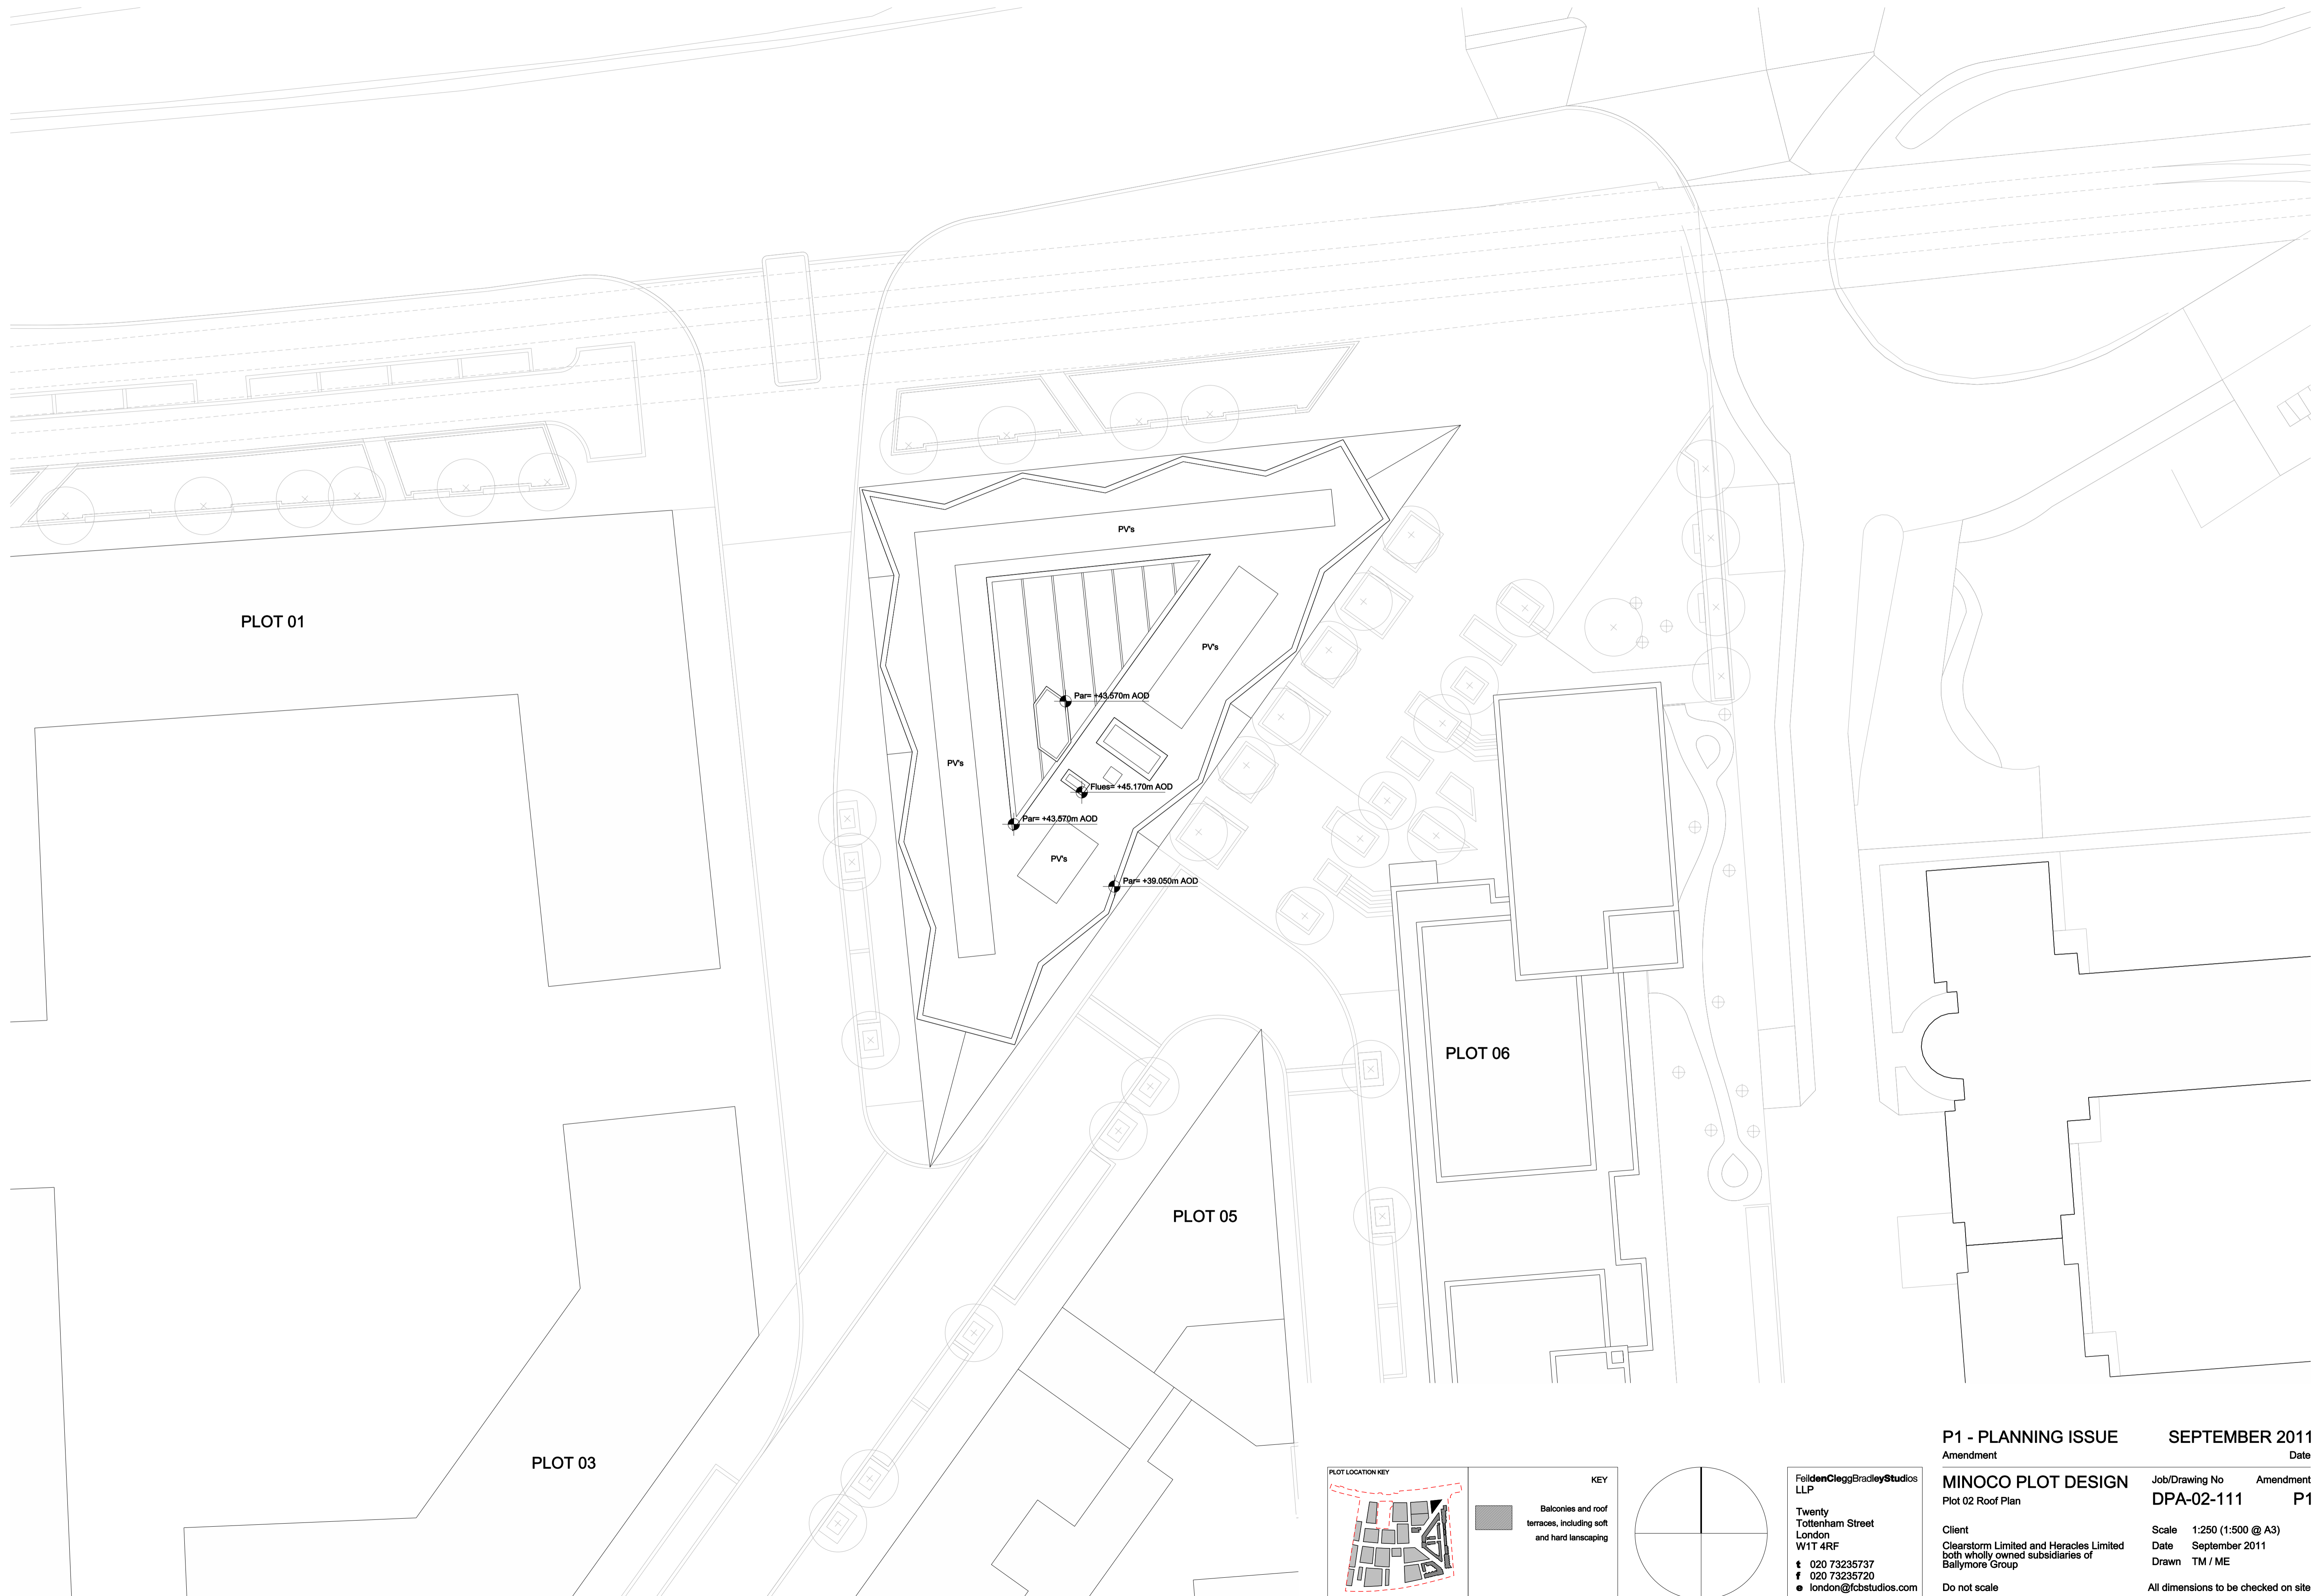 PV's
PLOT 01
PV's
Par= +43.570m AOD
PV's
Flues= +45.170m AOD
Par= +43.570m AOD
PV's
Par= +39.050m AOD
PLOT 06
PLOT 05
PLOT 03
PLOT LOCATION KEY
KEY
Balconies and roof
terraces, including soft
and hard lanscaping
FeildenCleggBradleyStudios
LLP
Twenty
Tottenham Street
London
W1T 4RF
t 020 73235737
f 020 73235720
e london@fcbstudios.com
P1 - PLANNING ISSUE SEPTEMBER 2011
Amendment Date
MINOCO PLOT DESIGN
Plot 02 Roof Plan
Job/Drawing No Amendment
DPA-02-111 P1
Client
Clearstorm Limited and Heracles Limited
both wholly owned subsidiaries of
Ballymore Group
Scale 1:250 (1:500 @ A3)
Date September 2011
Drawn TM / ME
Do not scale
All dimensions to be checked on site